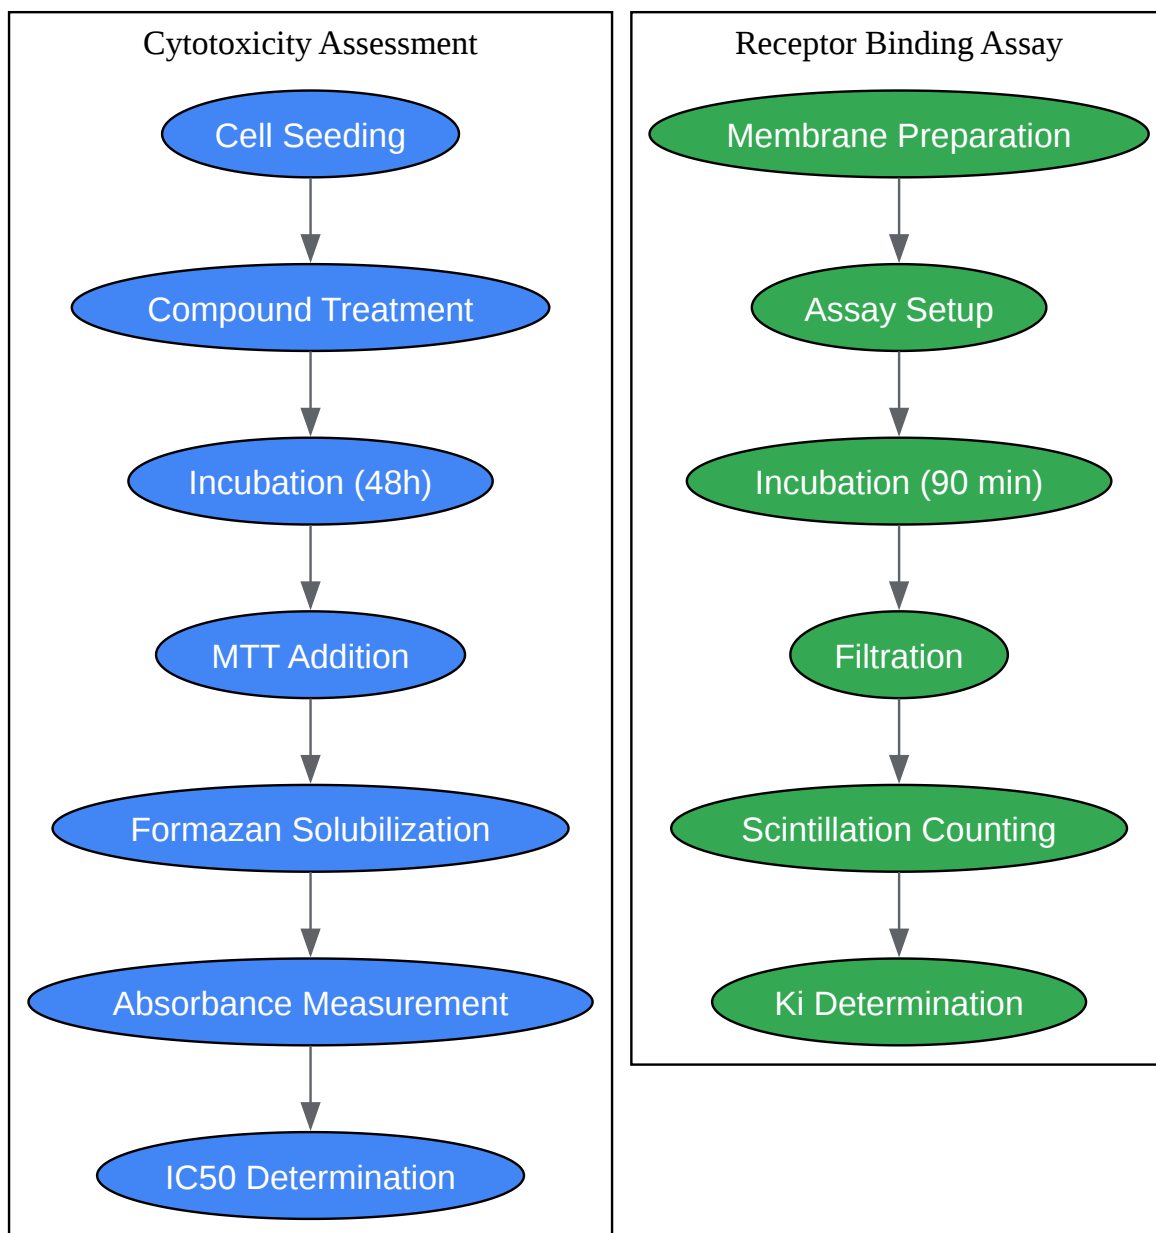 Cytotoxicity Assessment
Cell Seeding
Compound Treatment
Incubation (48h)
MTT Addition
Formazan Solubilization
Absorbance Measurement
IC50 Determination
Receptor Binding Assay
Membrane Preparation
Assay Setup
Incubation (90 min)
Filtration
Scintillation Counting
Ki Determination